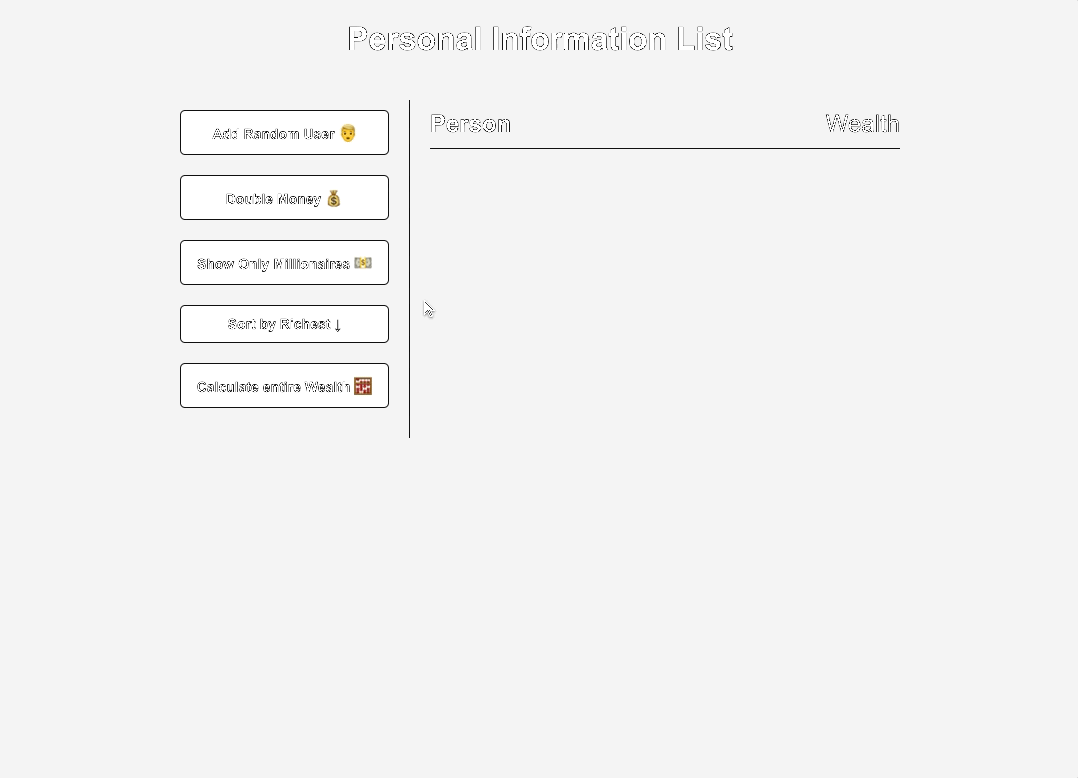 Personal Information List
Add Random User 👨
Double Money 💰
Show Only Millionaires 💵
Sort by Richest ↓
Calculate entire Wealth 🧮
Person
Wealth